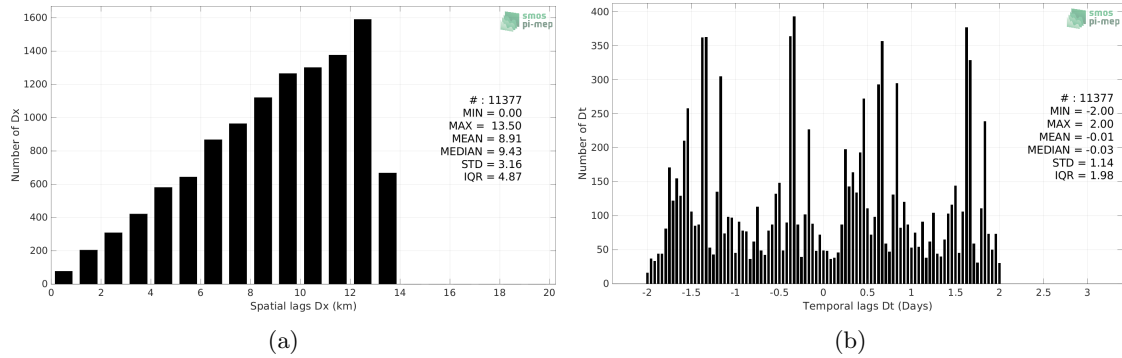 1600
1400
1200
1000
800
600
400
200
0
Number of Dx
smos
pi-mep
# : 11377
MIN = 0.00
MAX = 13.50
MEAN = 8.91
MEDIAN = 9.43
STD = 3.16
IQR = 4.87
0 2 4 6 8 10 12 14 16 18 20
Spatial lags Dx (km)
(a)
400
350
300
250
200
150
100
50
0
Number of Dt
smos
pi-mep
# : 11377
MIN = -2.00
MAX = 2.00
MEAN = -0.01
MEDIAN = -0.03
STD = 1.14
IQR = 1.98
-2 -1.5 -1 -0.5 0 0.5 1 1.5 2 2.5 3
Temporal lags Dt (Days)
(b)